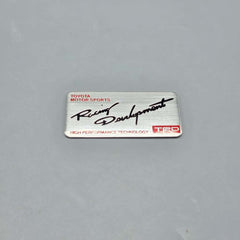 TOYOTA
MOTOR SPORTS
Racing
Development
HIGH PERFORMANCE TECHNOLOGY TRD